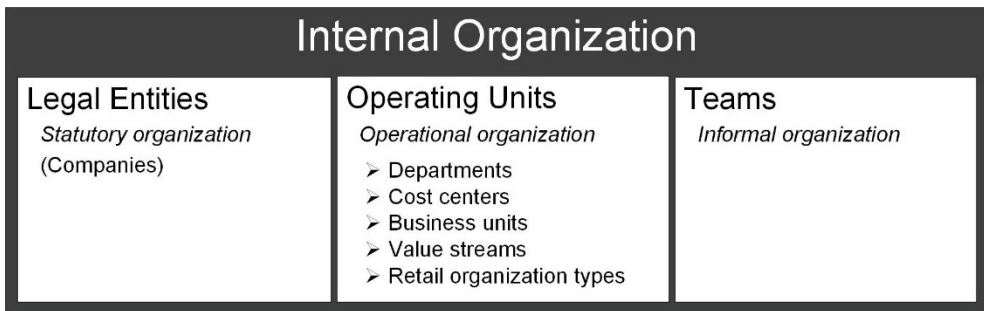 Internal Organization
Legal Entities
Statutory organization
(Companies)
Operating Units
Operational organization
➢ Departments
➢ Cost centers
➢ Business units
➢ Value streams
➢ Retail organization types
Teams
Informal organization